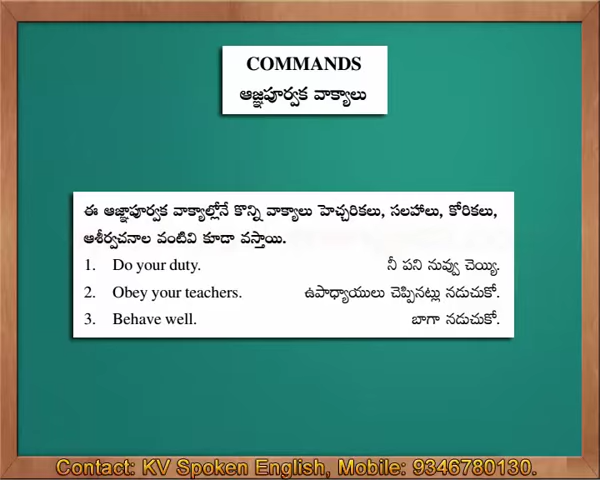 COMMANDS
ఆజ్ఞపూర్వక వాక్యాలు
ఈ ఆజ్ఞాపూర్వక వాక్యాల్లోనే కొన్ని వాక్యాలు హెచ్చరికలు, సలహాలు, కోరికలు,
ఆశీర్వచనాల వంటివి కూడా వస్తాయి.
1. Do your duty. నీ పని నువ్వు చెయ్యి.
2. Obey your teachers. ఉపాధ్యాయులు చెప్పినట్లు నడుచుకో.
3. Behave well. బాగా నడుచుకో.
Contact: KV Spoken English, Mobile: 9346780130.